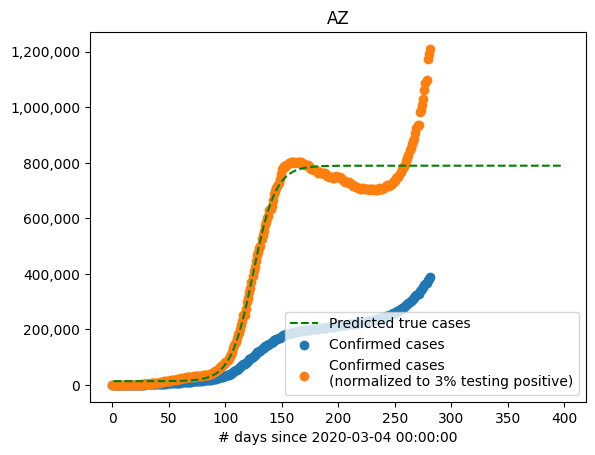 AZ
1,200,000
1,000,000
800,000
600,000
400,000
200,000
0
Predicted true cases
Confirmed cases
Confirmed cases
(normalized to 3% testing positive)
0 50 100 150 200 250 300 350 400
# days since 2020-03-04 00:00:00